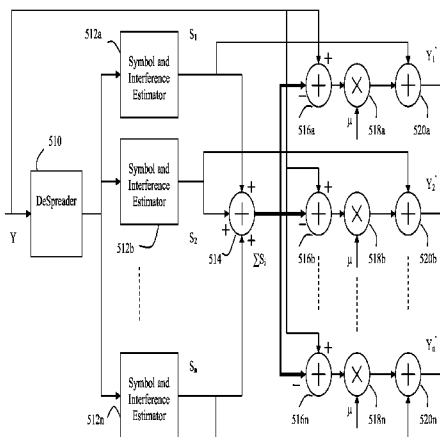 512a
S1
Symbol and
Interference
Estimator
+
Y1'
510
−
516a
μ
518a
520a
DeSpreader
Symbol and
Interference
Estimator
+
Y2'
Y
512b
S2
+
+
+
514
ΣSi
−
516b
μ
518b
520b
Sn
+
Yn'
Symbol and
Interference
Estimator
−
512n
516n
μ
518n
520n